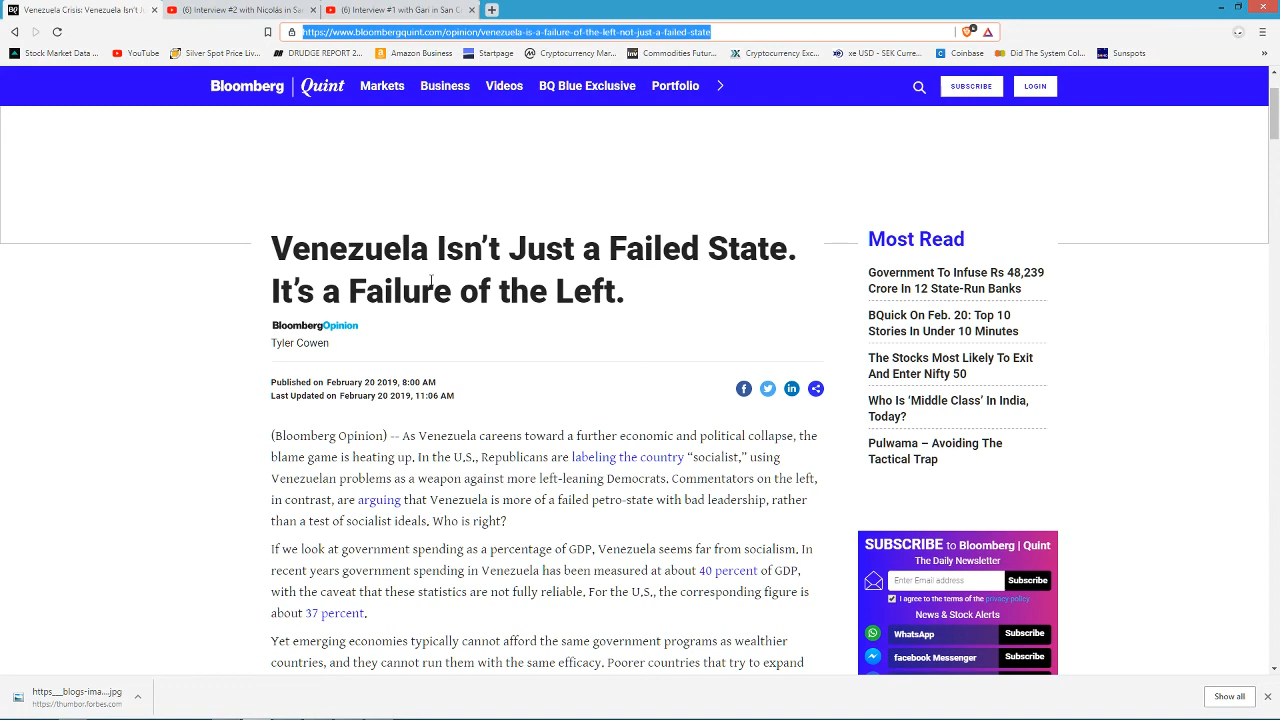 Venezuela Crisis: Venezuela Isn't Ju
(6) Interview #2 with Nicolás in San
(6) Interview #1 with Gari in San C
https://www.bloombergquint.com/opinion/venezuela-is-a-failure-of-the-left-not-just-a-failed-state
Stock Market Data ... YouTube Silver Spot Price Liv... DRUDGE REPORT 2... Amazon Business Startpage Cryptocurrency Mar... Commodities Futur... Cryptocurrency Exc... xe USD - SEK Curre... Coinbase Did The System Col... Sunspots
Bloomberg | Quint Markets Business Videos BQ Blue Exclusive Portfolio SUBSCRIBE LOGIN
Venezuela Isn't Just a Failed State.
It's a Failure of the Left.
BloombergOpinion
Tyler Cowen
Published on February 20 2019, 8:00 AM
Last Updated on February 20 2019, 11:06 AM
(Bloomberg Opinion) -- As Venezuela careens toward a further economic and political collapse, the
blame game is heating up. In the U.S., Republicans are labeling the country “socialist,” using
Venezuelan problems as a weapon against more left-leaning Democrats. Commentators on the left,
in contrast, are arguing that Venezuela is more of a failed petro-state with bad leadership, rather
than a test of socialist ideals. Who is right?
If we look at government spending as a percentage of GDP, Venezuela seems far from socialism. In
years government spending in Venezuela has been measured at about 40 percent of GDP,
with the caveat that these statistics are not fully reliable. For the U.S., the corresponding figure is
37 percent.
Yet emerging economies typically cannot afford the same government programs as wealthier
and they cannot run them with the same efficacy. Poorer countries that try to expand
Most Read
Government To Infuse Rs 48,239
Crore In 12 State-Run Banks
BQuick On Feb. 20: Top 10
Stories In Under 10 Minutes
The Stocks Most Likely To Exit
And Enter Nifty 50
Who Is ‘Middle Class’ In India,
Today?
Pulwama – Avoiding The
Tactical Trap
SUBSCRIBE to Bloomberg | Quint
The Daily Newsletter
Enter Email address Subscribe
I agree to the terms of the privacy policy
News & Stock Alerts
WhatsApp Subscribe
facebook Messenger Subscribe
https__blogs-ima....jpg
https://thumbor.forbes.com
Show all